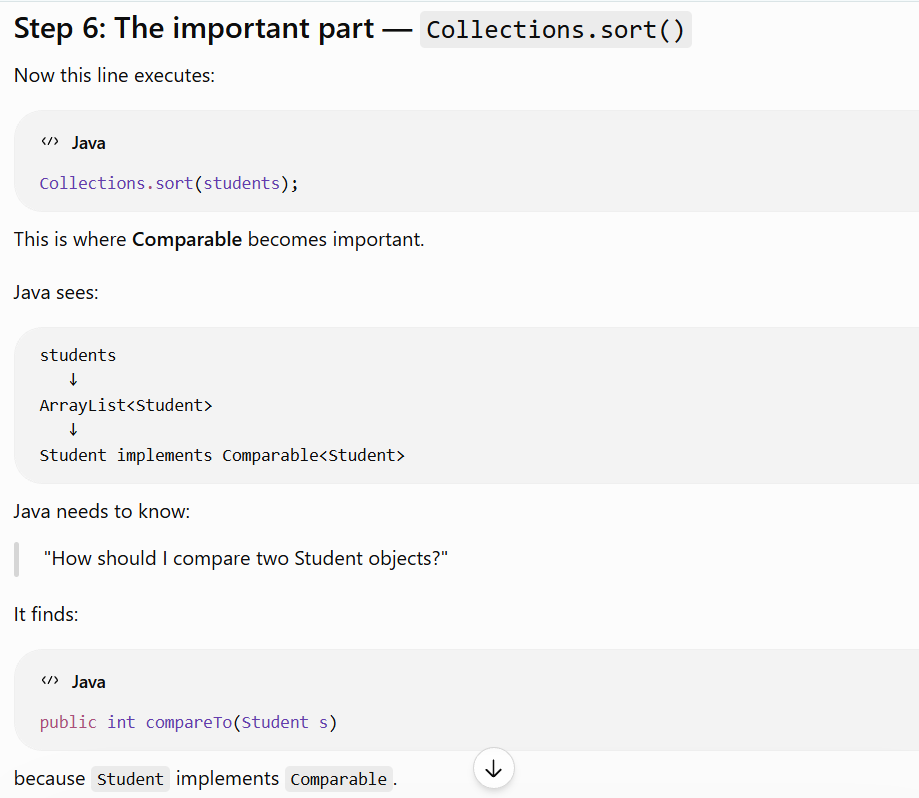 Step 6: The important part — Collections.sort()
Now this line executes:
</> Java
Collections.sort(students);
This is where Comparable becomes important.
Java sees:
students
↓
ArrayList<Student>
↓
Student implements Comparable<Student>
Java needs to know:
"How should I compare two Student objects?"
It finds:
</> Java
public int compareTo(Student s)
because Student implements Comparable.